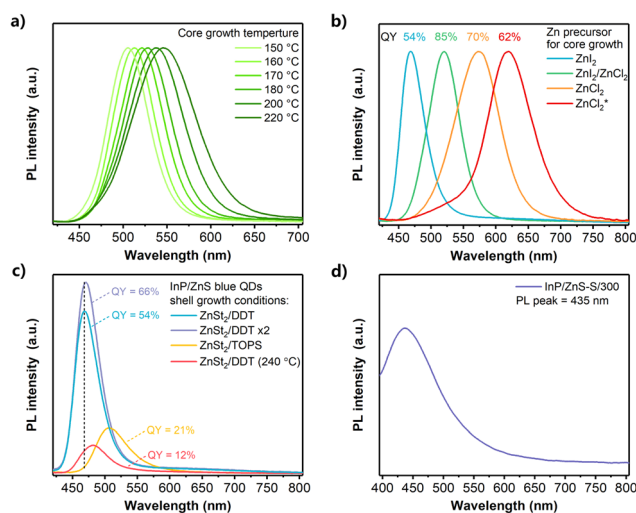 a)
Core growth temperture
150 °C
160 °C
170 °C
180 °C
200 °C
220 °C
PL intensity (a.u.)
450 500 550 600 650 700
Wavelength (nm)
b)
QY 54% 85% 70% 62%
Zn precursor
for core growth
ZnI₂
ZnI₂/ZnCl₂
ZnCl₂
ZnCl₂*
PL intensity (a.u.)
400 450 500 550 600 650 700 750 800
Wavelength (nm)
c)
QY = 66%
QY = 54%
QY = 21%
QY = 12%
InP/ZnS blue QDs
shell growth conditions:
ZnSt₂/DDT
ZnSt₂/DDT x2
ZnSt₂/TOPS
ZnSt₂/DDT (240 °C)
PL intensity (a.u.)
450 500 550 600 650 700 750 800
Wavelength (nm)
d)
InP/ZnS-S/300
PL peak = 435 nm
PL intensity (a.u.)
400 450 500 550 600 650 700 750 800
Wavelength (nm)